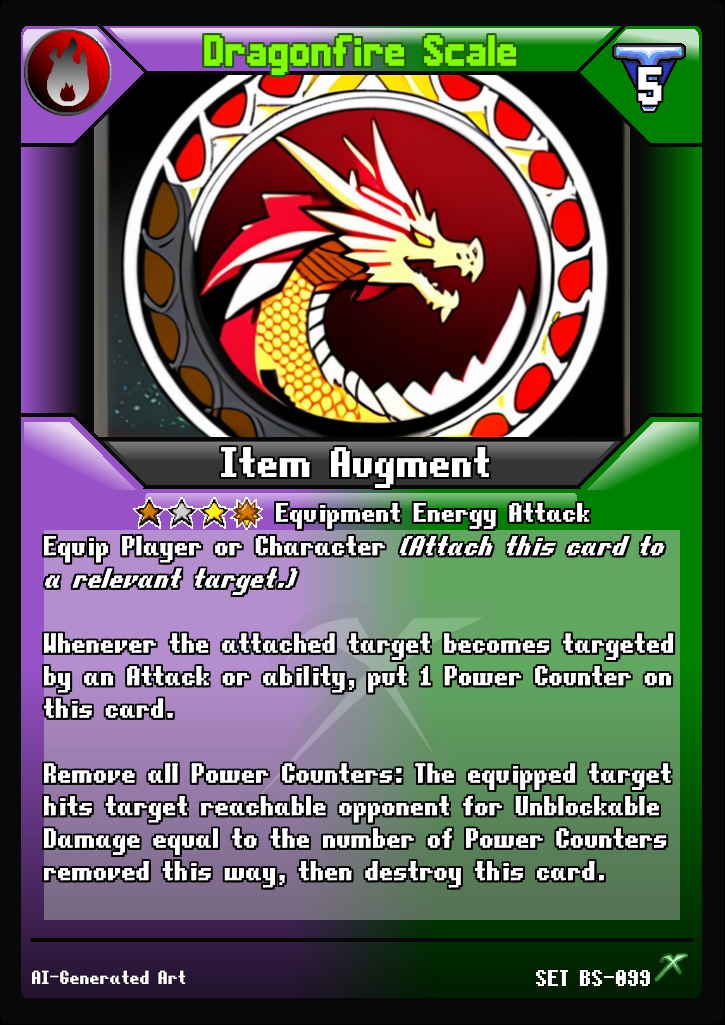 Dragonfire Scale
5
Item Augment
Equipment Energy Attack
Equip Player or Character (Attach this card to
a relevant target.)
Whenever the attached target becomes targeted
by an Attack or ability, put 1 Power Counter on
this card.
Remove all Power Counters: The equipped target
hits target reachable opponent for Unblockable
Damage equal to the number of Power Counters
removed this way, then destroy this card.
AI-Generated Art
SET BS-099